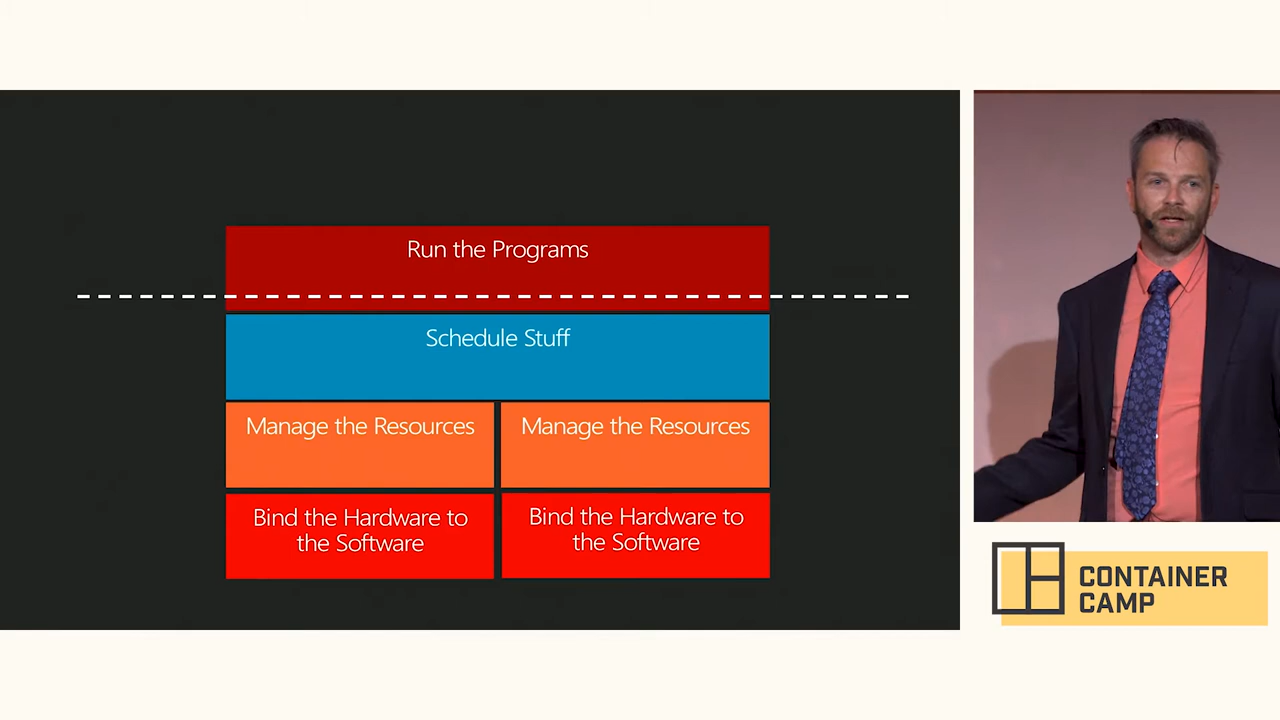 Run the Programs
Schedule Stuff
Manage the Resources
Manage the Resources
Bind the Hardware to
the Software
Bind the Hardware to
the Software
CONTAINER
CAMP